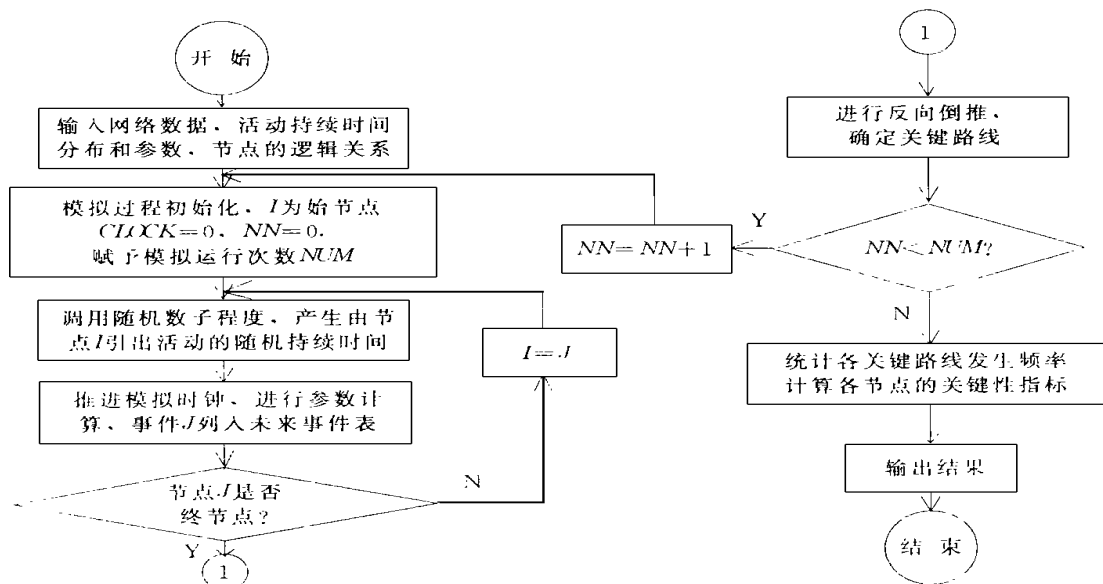 开 始
输入网络数据、活动持续时间
分布和参数、节点的逻辑关系
模拟过程初始化、I为始节点
CLOCK=0、NN=0.
赋予模拟运行次数NUM
调用随机数子程度、产生由节
点I引出活动的随机持续时间
推进模拟时钟、进行参数计
算、事件J列入未来事件表
节点J是否
终节点?
Y
1
N
I=J
NN=NN+1
1
进行反向倒推、
确定关键路线
Y
NN<NUM?
N
统计各关键路线发生频率
计算各节点的关键性指标
输出结果
结 束